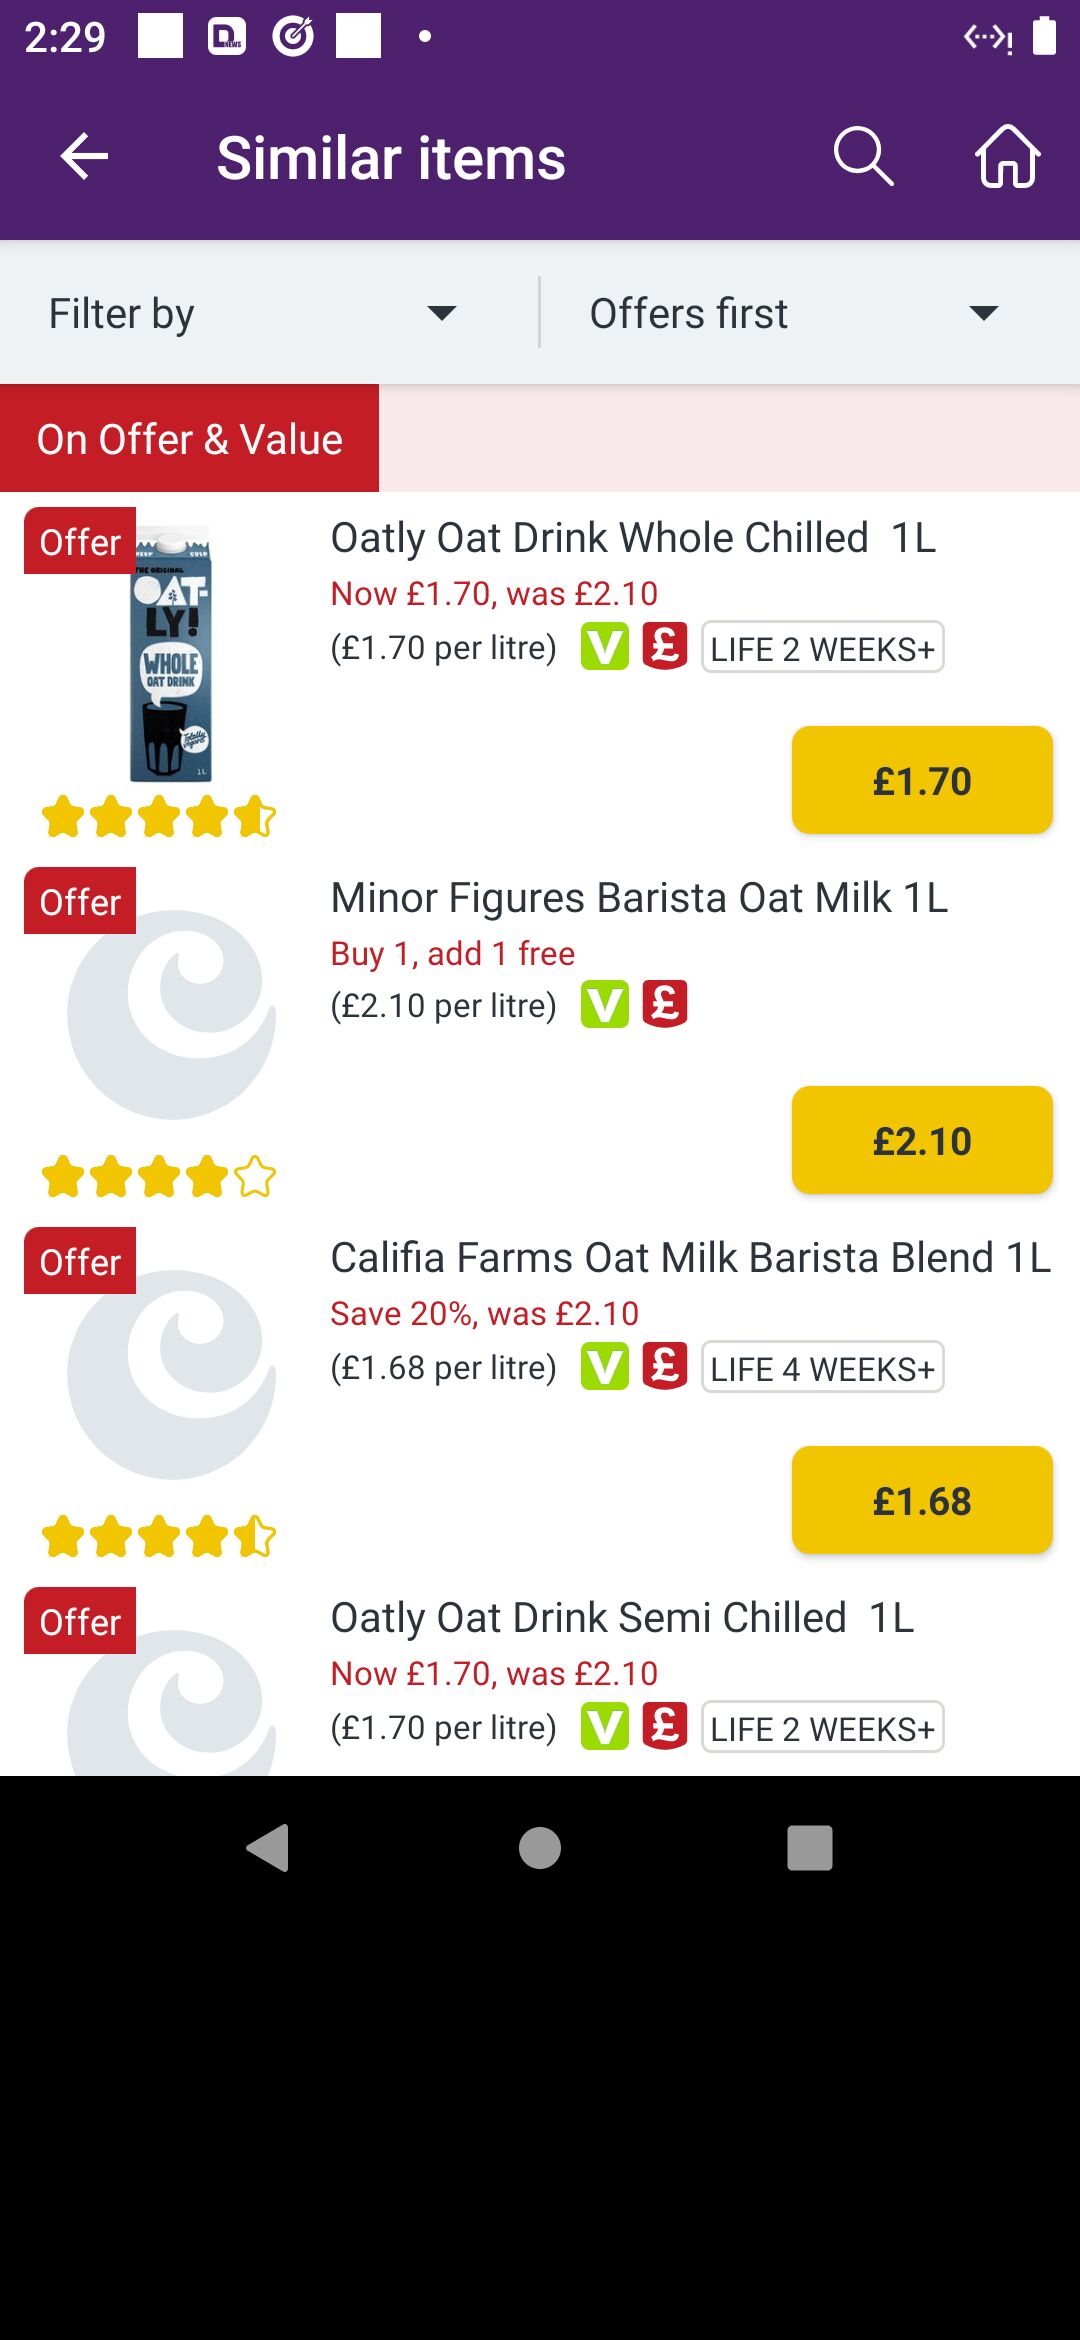 2:29
D NEWS
Similar items
Filter by
Offers first
On Offer & Value
Offer
THE ORIGINAL
OAT-
LY!
WHOLE
OAT DRINK
1L
Oatly Oat Drink Whole Chilled 1L
Now £1.70, was £2.10
(£1.70 per litre) V £ LIFE 2 WEEKS+
£1.70
Offer
Minor Figures Barista Oat Milk 1L
Buy 1, add 1 free
(£2.10 per litre) V £
£2.10
Offer
Califia Farms Oat Milk Barista Blend 1L
Save 20%, was £2.10
(£1.68 per litre) V £ LIFE 4 WEEKS+
£1.68
Offer
Oatly Oat Drink Semi Chilled 1L
Now £1.70, was £2.10
(£1.70 per litre) V £ LIFE 2 WEEKS+